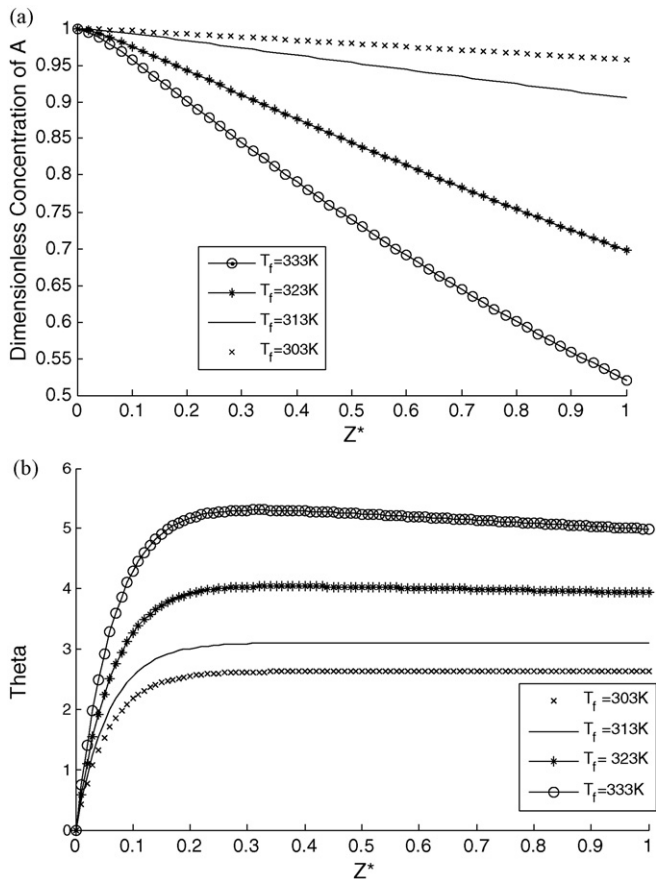 (a)
1
0.95
0.9
0.85
0.8
0.75
0.7
0.65
0.6
0.55
0.5
Dimensionless Concentration of A
T_f=333K
T_f=323K
T_f=313K
T_f=303K
0 0.1 0.2 0.3 0.4 0.5 0.6 0.7 0.8 0.9 1
Z*
(b)
6
5
4
3
2
1
0
Theta
T_f=303K
T_f=313K
T_f= 323K
T_f=333K
0 0.1 0.2 0.3 0.4 0.5 0.6 0.7 0.8 0.9 1
Z*